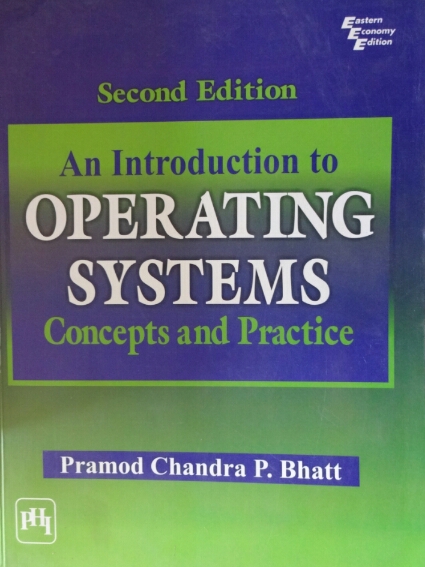 Eastern
Economy
Edition
Second Edition
An Introduction to
OPERATING
SYSTEMS
Concepts and Practice
Pramod Chandra P. Bhatt
PHI